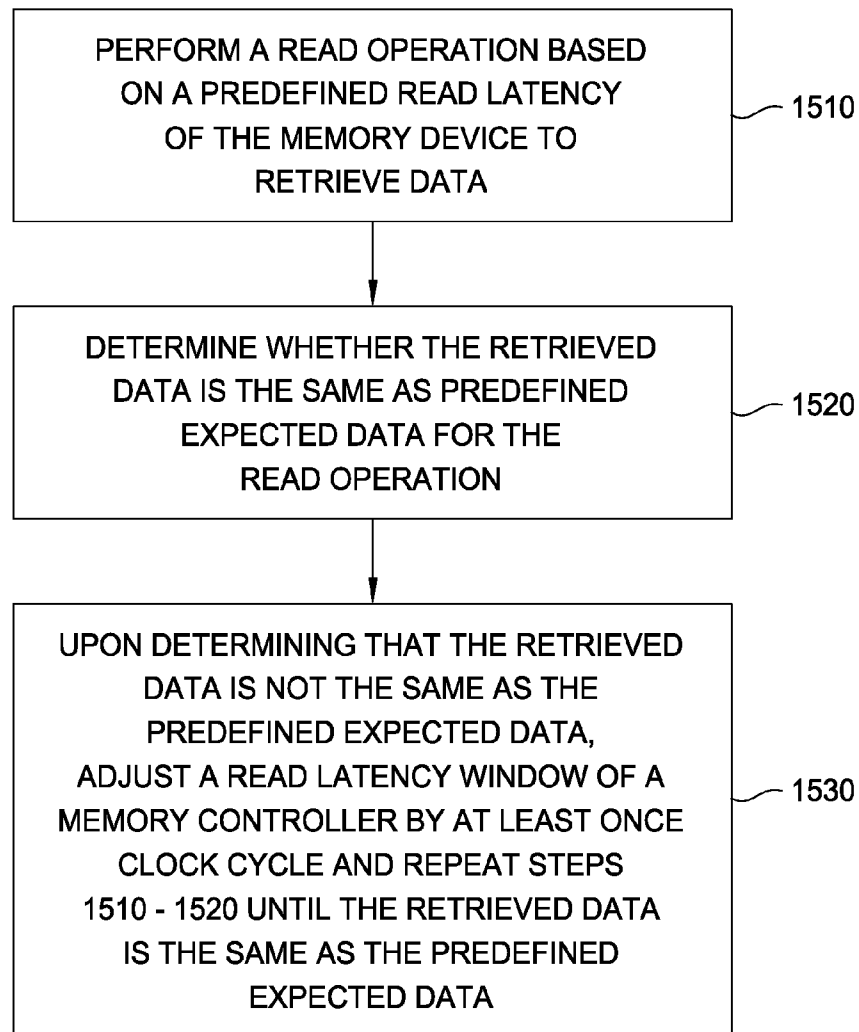 PERFORM A READ OPERATION BASED
ON A PREDEFINED READ LATENCY
OF THE MEMORY DEVICE TO
RETRIEVE DATA
1510
DETERMINE WHETHER THE RETRIEVED
DATA IS THE SAME AS PREDEFINED
EXPECTED DATA FOR THE
READ OPERATION
1520
UPON DETERMINING THAT THE RETRIEVED
DATA IS NOT THE SAME AS THE
PREDEFINED EXPECTED DATA,
ADJUST A READ LATENCY WINDOW OF A
MEMORY CONTROLLER BY AT LEAST ONCE
CLOCK CYCLE AND REPEAT STEPS
1510 - 1520 UNTIL THE RETRIEVED DATA
IS THE SAME AS THE PREDEFINED
EXPECTED DATA
1530